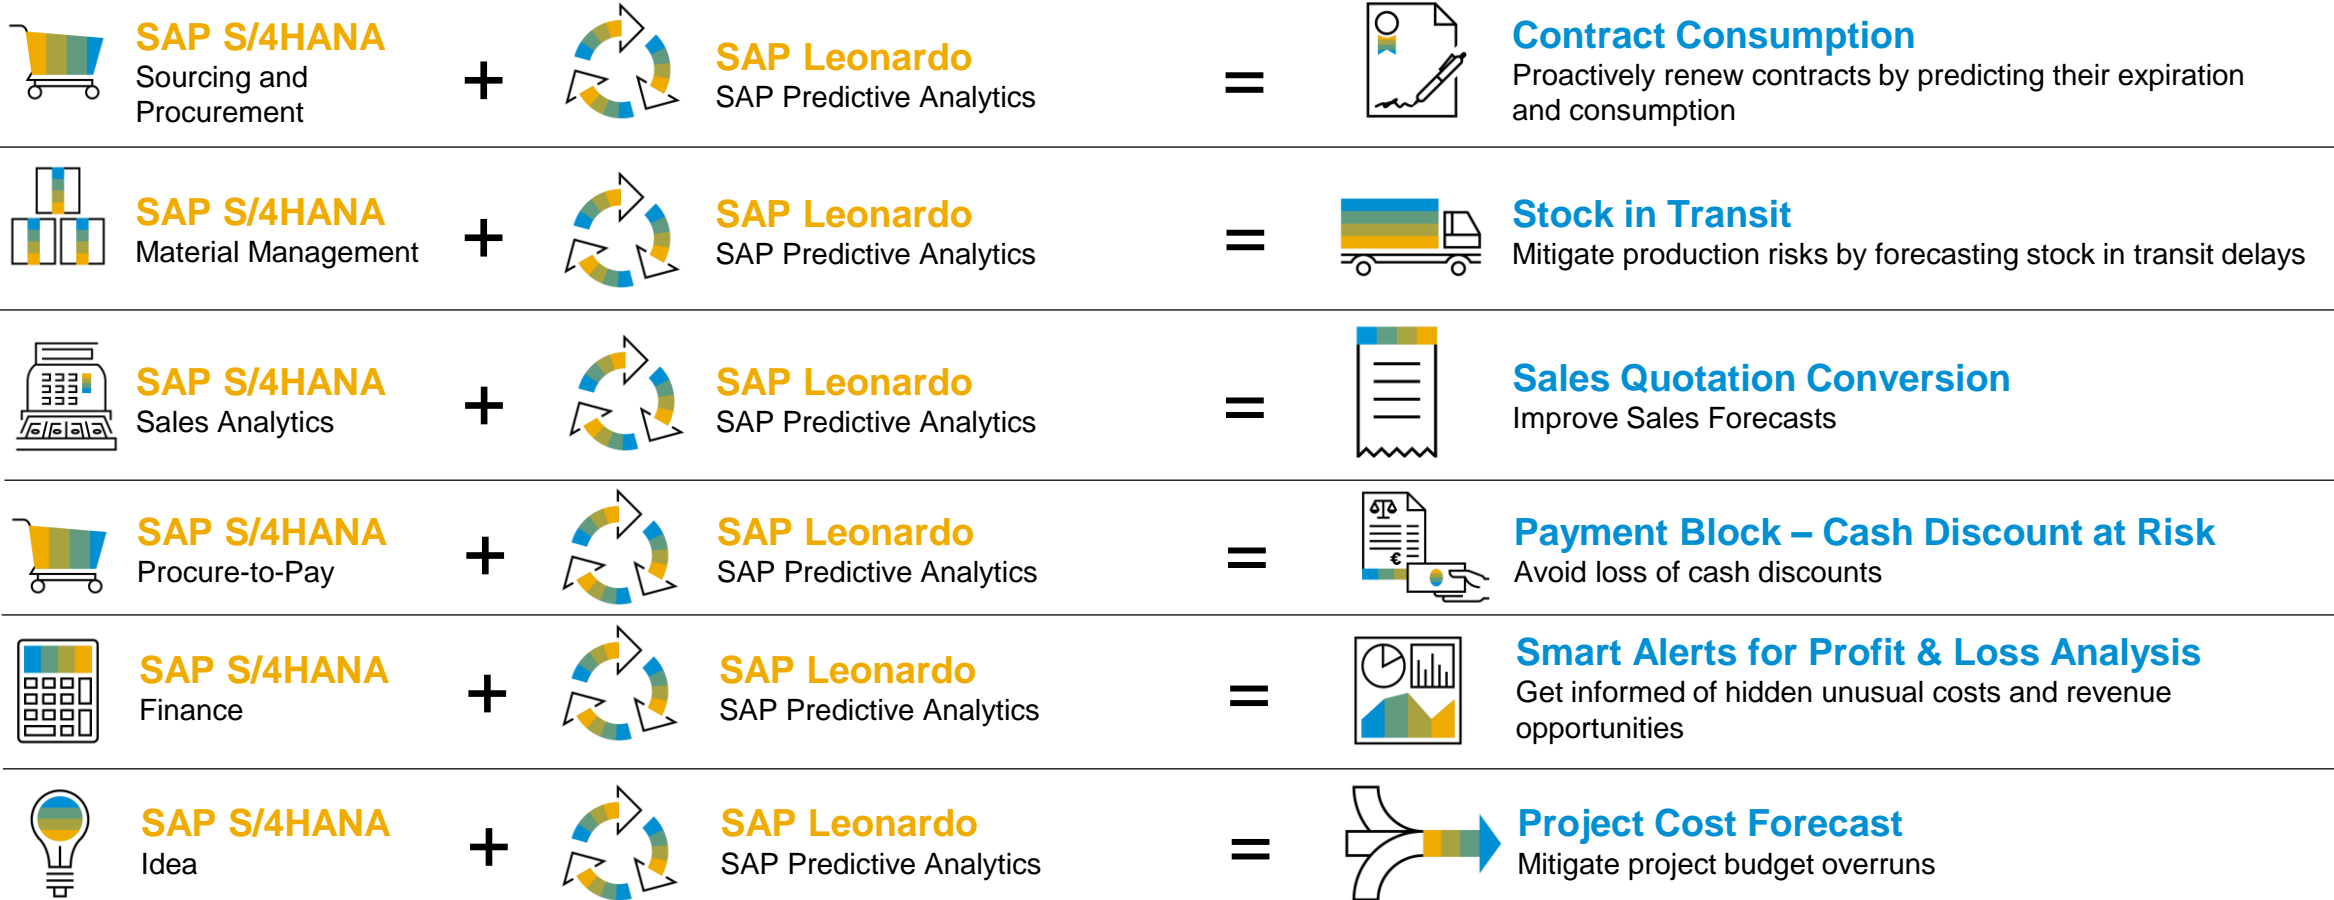 SAP S/4HANA
Sourcing and
Procurement
+
SAP Leonardo
SAP Predictive Analytics
=
Contract Consumption
Proactively renew contracts by predicting their expiration
and consumption
SAP S/4HANA
Material Management
+
SAP Leonardo
SAP Predictive Analytics
=
Stock in Transit
Mitigate production risks by forecasting stock in transit delays
SAP S/4HANA
Sales Analytics
+
SAP Leonardo
SAP Predictive Analytics
=
Sales Quotation Conversion
Improve Sales Forecasts
SAP S/4HANA
Procure-to-Pay
+
SAP Leonardo
SAP Predictive Analytics
=
€
Payment Block – Cash Discount at Risk
Avoid loss of cash discounts
SAP S/4HANA
Finance
+
SAP Leonardo
SAP Predictive Analytics
=
Smart Alerts for Profit & Loss Analysis
Get informed of hidden unusual costs and revenue
opportunities
SAP S/4HANA
Idea
+
SAP Leonardo
SAP Predictive Analytics
=
Project Cost Forecast
Mitigate project budget overruns